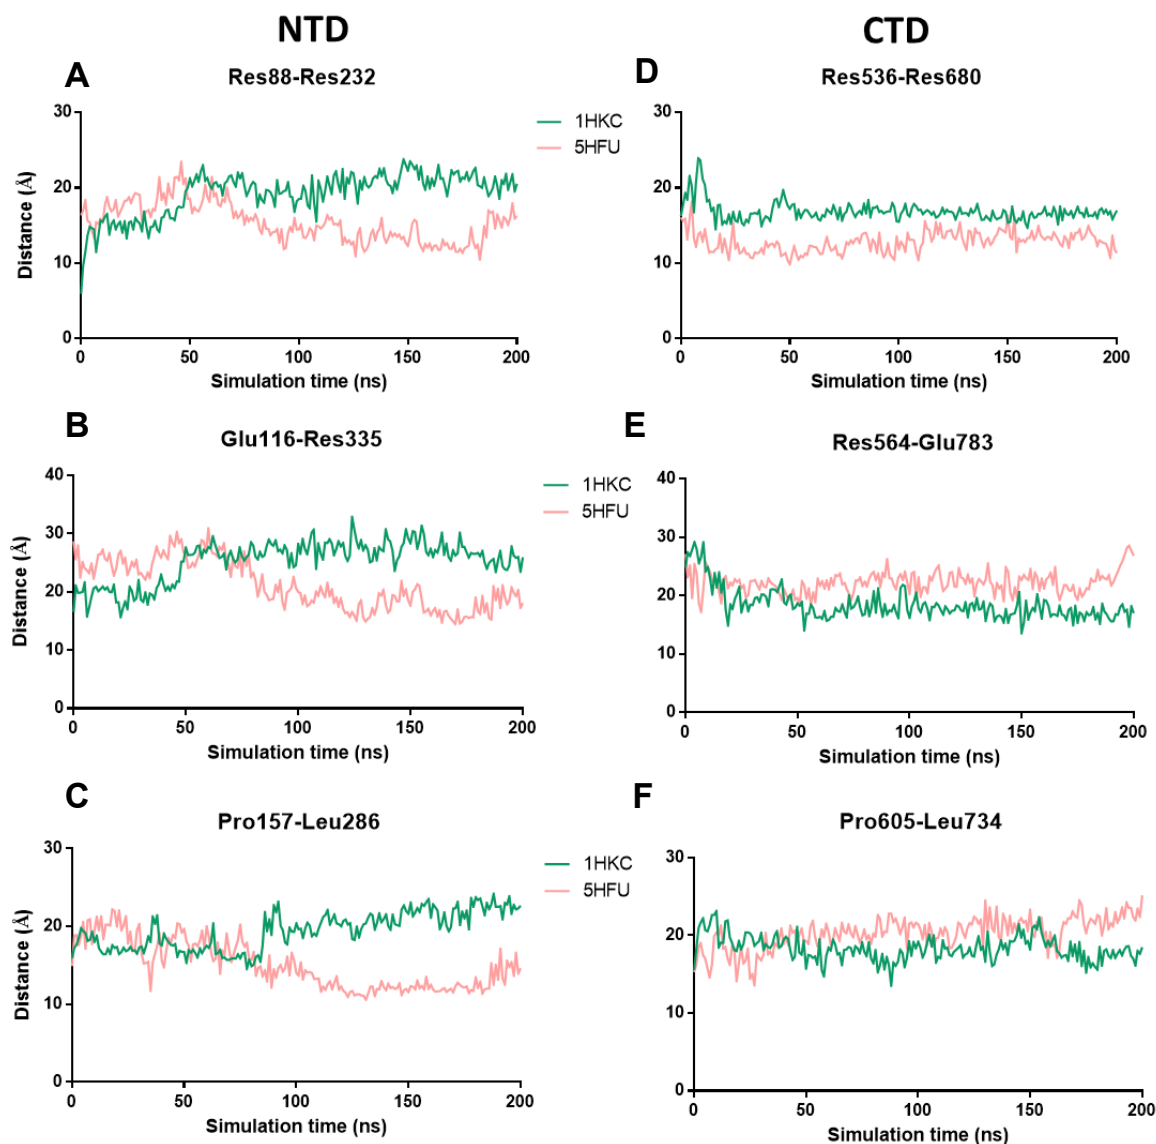 NTD
CTD
A
Res88-Res232
30
20
10
0
0 50 100 150 200
Distance (Å)
Simulation time (ns)
1HKC
5HFU
D
Res536-Res680
30
20
10
0
0 50 100 150 200
Simulation time (ns)
B
Glu116-Res335
40
30
20
10
0
0 50 100 150 200
Distance (Å)
Simulation time (ns)
1HKC
5HFU
E
Res564-Glu783
40
30
20
10
0
0 50 100 150 200
Simulation time (ns)
C
Pro157-Leu286
30
20
10
0
0 50 100 150 200
Distance (Å)
Simulation time (ns)
1HKC
5HFU
F
Pro605-Leu734
30
20
10
0
0 50 100 150 200
Simulation time (ns)